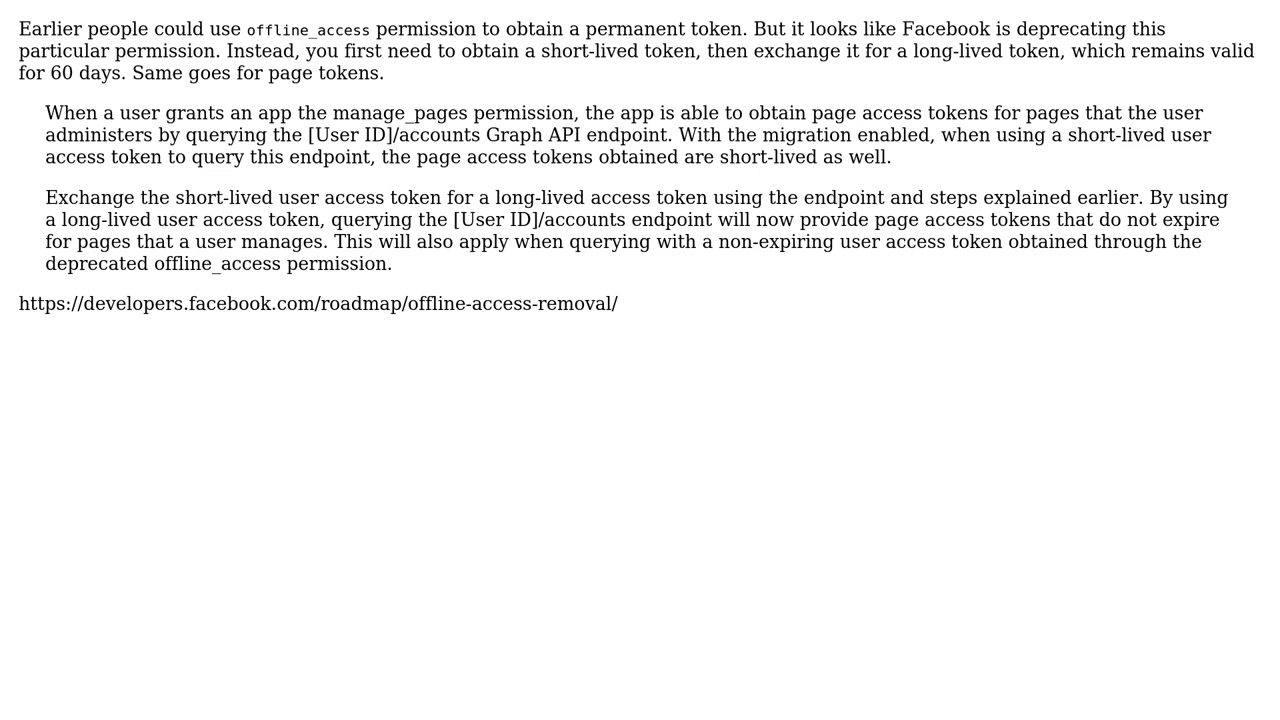 Earlier people could use offline_access permission to obtain a permanent token. But it looks like Facebook is deprecating this
particular permission. Instead, you first need to obtain a short-lived token, then exchange it for a long-lived token, which remains valid
for 60 days. Same goes for page tokens.
When a user grants an app the manage_pages permission, the app is able to obtain page access tokens for pages that the user
administers by querying the [User ID]/accounts Graph API endpoint. With the migration enabled, when using a short-lived user
access token to query this endpoint, the page access tokens obtained are short-lived as well.
Exchange the short-lived user access token for a long-lived access token using the endpoint and steps explained earlier. By using
a long-lived user access token, querying the [User ID]/accounts endpoint will now provide page access tokens that do not expire
for pages that a user manages. This will also apply when querying with a non-expiring user access token obtained through the
deprecated offline_access permission.
https://developers.facebook.com/roadmap/offline-access-removal/